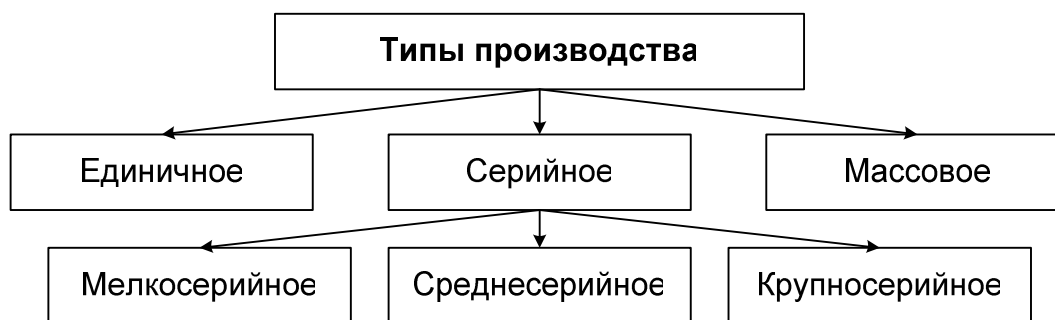 Типы производства
Единичное
Серийное
Массовое
Мелкосерийное
Среднесерийное
Крупносерийное